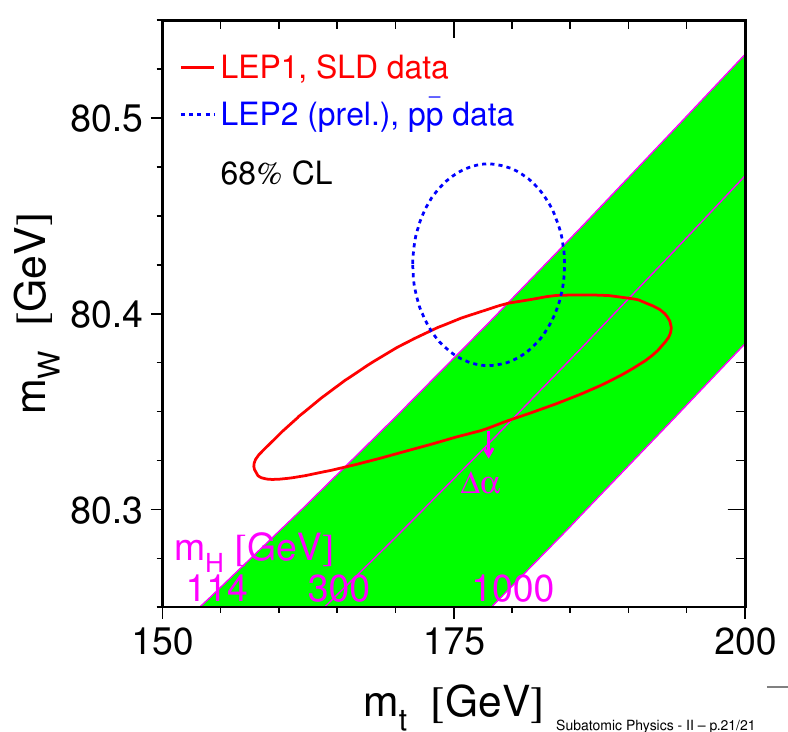 LEP1, SLD data
LEP2 (prel.), pp̄ data
68% CL
80.5
80.4
80.3
m_W [GeV]
Δα
m_H [GeV]
114 300 1000
150 175 200
m_t [GeV]
Subatomic Physics - II – p.21/21